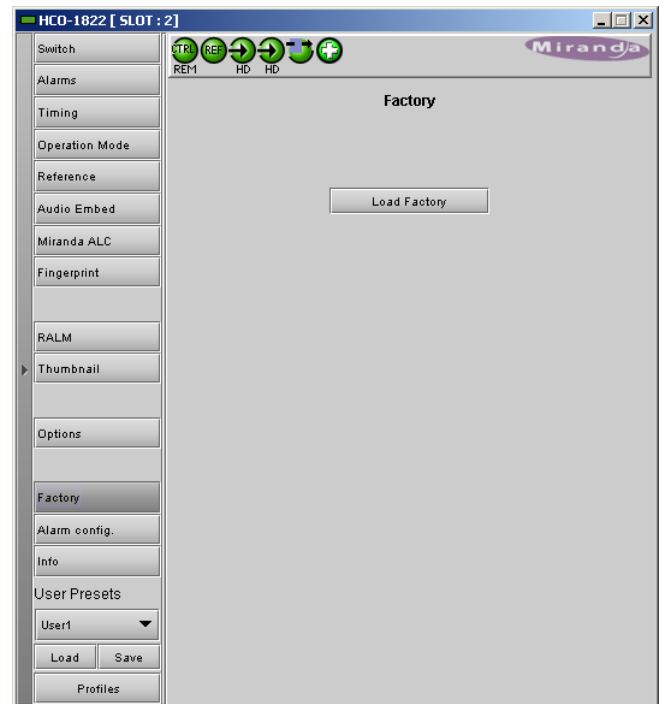 HCO-1822 [ SLOT : 2]
Switch
Alarms
Timing
Operation Mode
Reference
Audio Embed
Miranda ALC
Fingerprint
RALM
Thumbnail
Options
Factory
Alarm config.
Info
User Presets
User1
Load Save
Profiles
CTRL REF
REM HD HD
Miranda
Factory
Load Factory